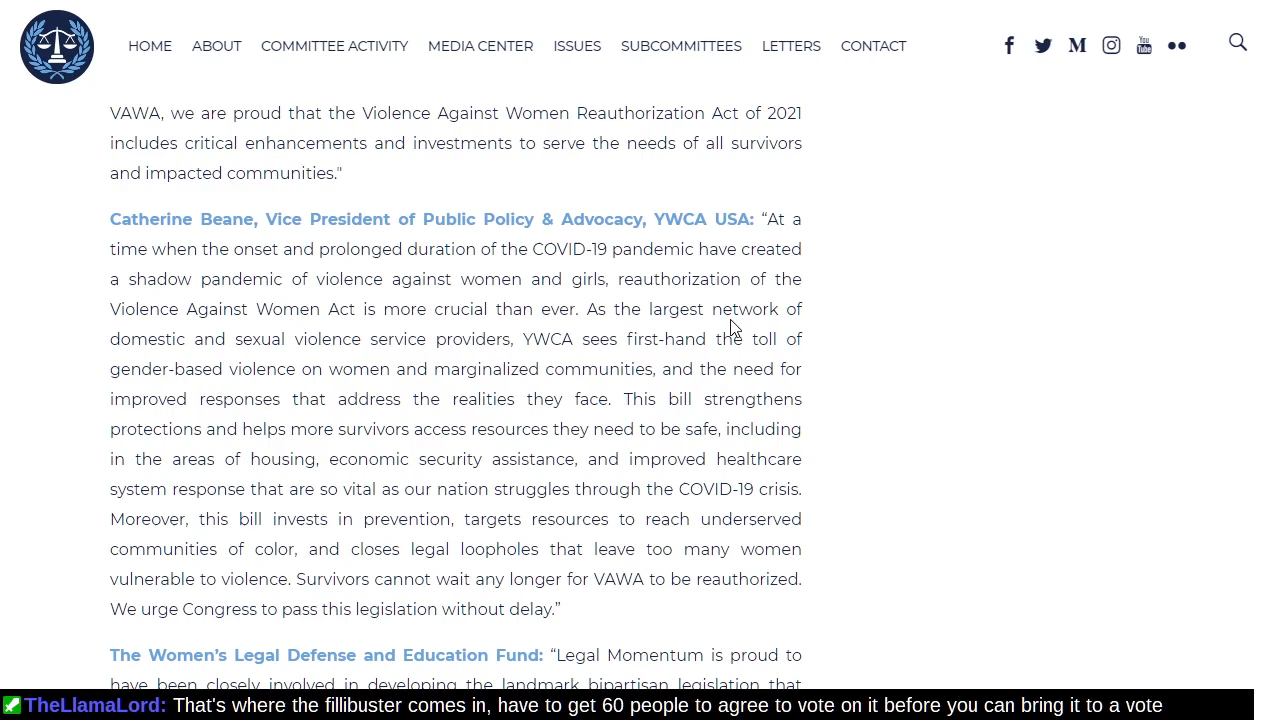 HOME ABOUT COMMITTEE ACTIVITY MEDIA CENTER ISSUES SUBCOMMITTEES LETTERS CONTACT
You
Tube
VAWA, we are proud that the Violence Against Women Reauthorization Act of 2021
includes critical enhancements and investments to serve the needs of all survivors
and impacted communities."
Catherine Beane, Vice President of Public Policy & Advocacy, YWCA USA: “At a
time when the onset and prolonged duration of the COVID-19 pandemic have created
a shadow pandemic of violence against women and girls, reauthorization of the
Violence Against Women Act is more crucial than ever. As the largest network of
domestic and sexual violence service providers, YWCA sees first-hand the toll of
gender-based violence on women and marginalized communities, and the need for
improved responses that address the realities they face. This bill strengthens
protections and helps more survivors access resources they need to be safe, including
in the areas of housing, economic security assistance, and improved healthcare
system response that are so vital as our nation struggles through the COVID-19 crisis.
Moreover, this bill invests in prevention, targets resources to reach underserved
communities of color, and closes legal loopholes that leave too many women
vulnerable to violence. Survivors cannot wait any longer for VAWA to be reauthorized.
We urge Congress to pass this legislation without delay.”
The Women’s Legal Defense and Education Fund: “Legal Momentum is proud to
have been closely involved in developing the landmark bipartisan legislation that
TheLlamaLord: That's where the fillibuster comes in, have to get 60 people to agree to vote on it before you can bring it to a vote